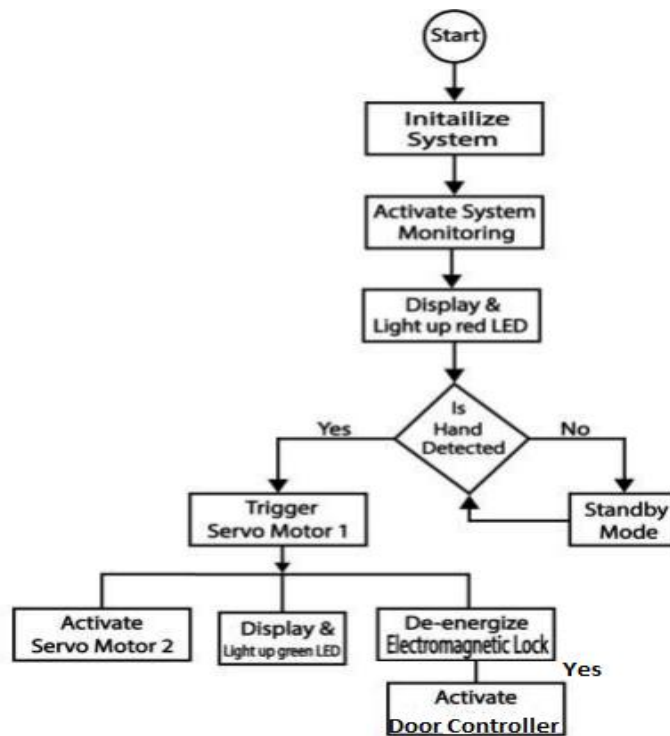 Start
Initailize
System
Activate System
Monitoring
Display &
Light up red LED
Is
Hand
Detected
Yes
No
Trigger
Servo Motor 1
Standby
Mode
Activate
Servo Motor 2
Display &
Light up green LED
De-energize
Electromagnetic Lock
Yes
Activate
Door Controller